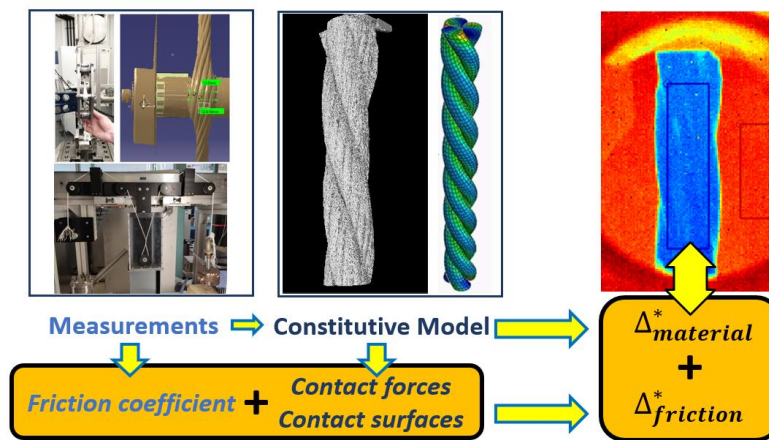 Measurements
Constitutive Model
Friction coefficient + Contact forces
Contact surfaces
Δ*material
+
Δ*friction